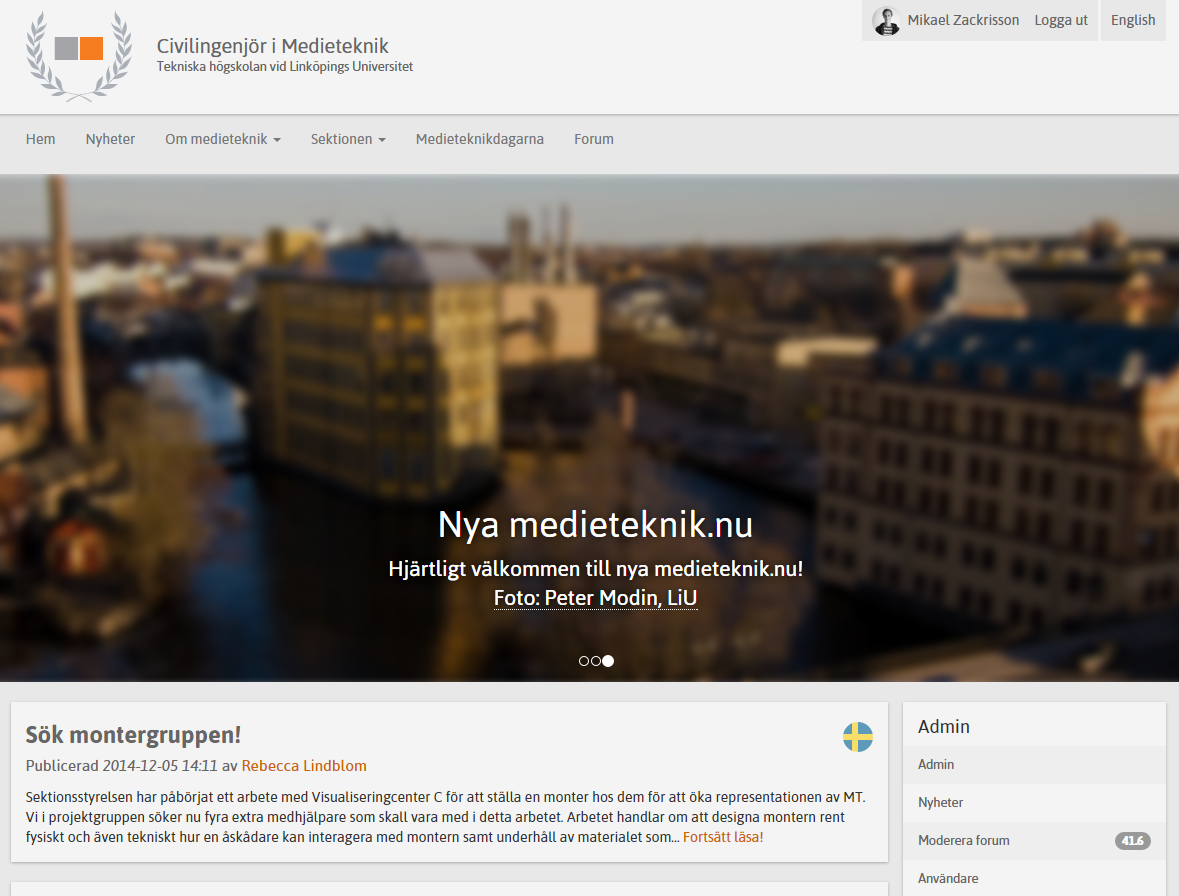 Mikael Zackrisson Logga ut English
Civilingenjör i Medieteknik
Tekniska högskolan vid Linköpings Universitet
Hem Nyheter Om medieteknik Sektionen Medieteknikdagarna Forum
Nya medieteknik.nu
Hjärtligt välkommen till nya medieteknik.nu!
Foto: Peter Modin, LiU
Sök montergruppen!
Publicerad 2014-12-05 14:11 av Rebecca Lindblom
Sektionsstyrelsen har påbörjat ett arbete med Visualiseringcenter C för att ställa en monter hos dem för att öka representationen av MT.
Vi i projektgruppen söker nu fyra extra medhjälpare som skall vara med i detta arbetet. Arbetet handlar om att designa montern rent
fysiskt och även tekniskt hur en åskådare kan interagera med montern samt underhåll av materialet som... Fortsätt läsa!
Admin
Admin
Nyheter
Moderera forum 41.6
Användare